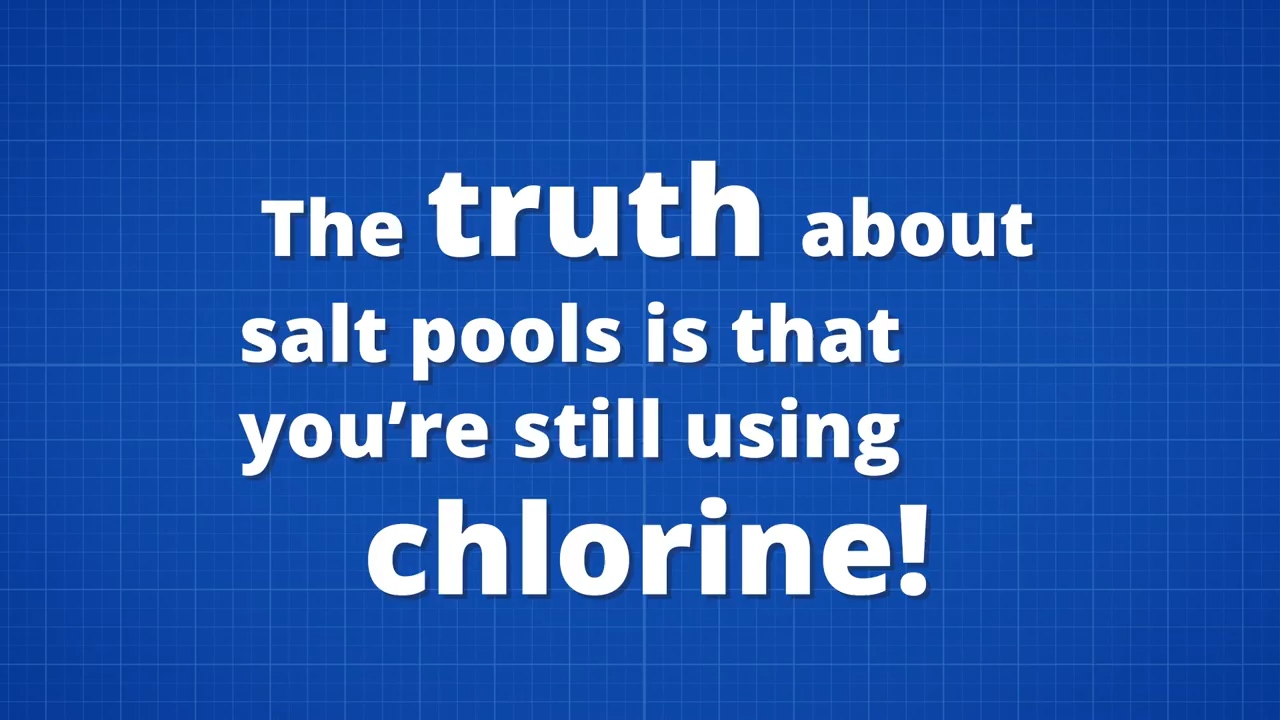 The truth about
salt pools is that
you’re still using
chlorine!